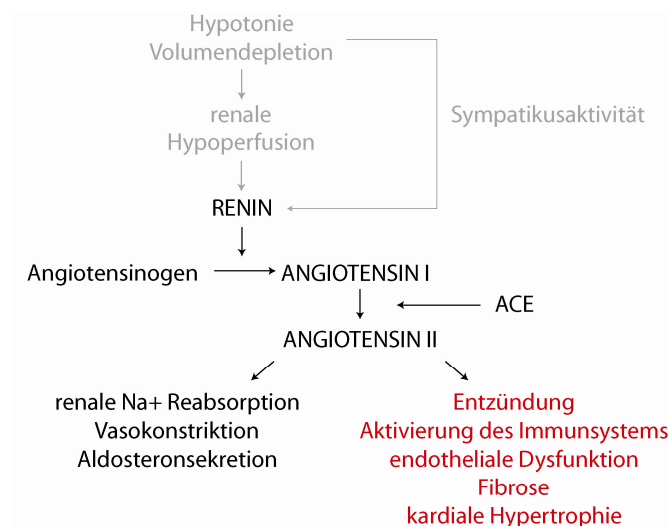 Hypotonie
Volumendepletion
renale
Hypoperfusion
Sympatikusaktivität
RENIN
Angiotensinogen
ANGIOTENSIN I
ACE
ANGIOTENSIN II
renale Na+ Reabsorption
Vasokonstriktion
Aldosteronsekretion
Entzündung
Aktivierung des Immunsystems
endotheliale Dysfunktion
Fibrose
kardiale Hypertrophie